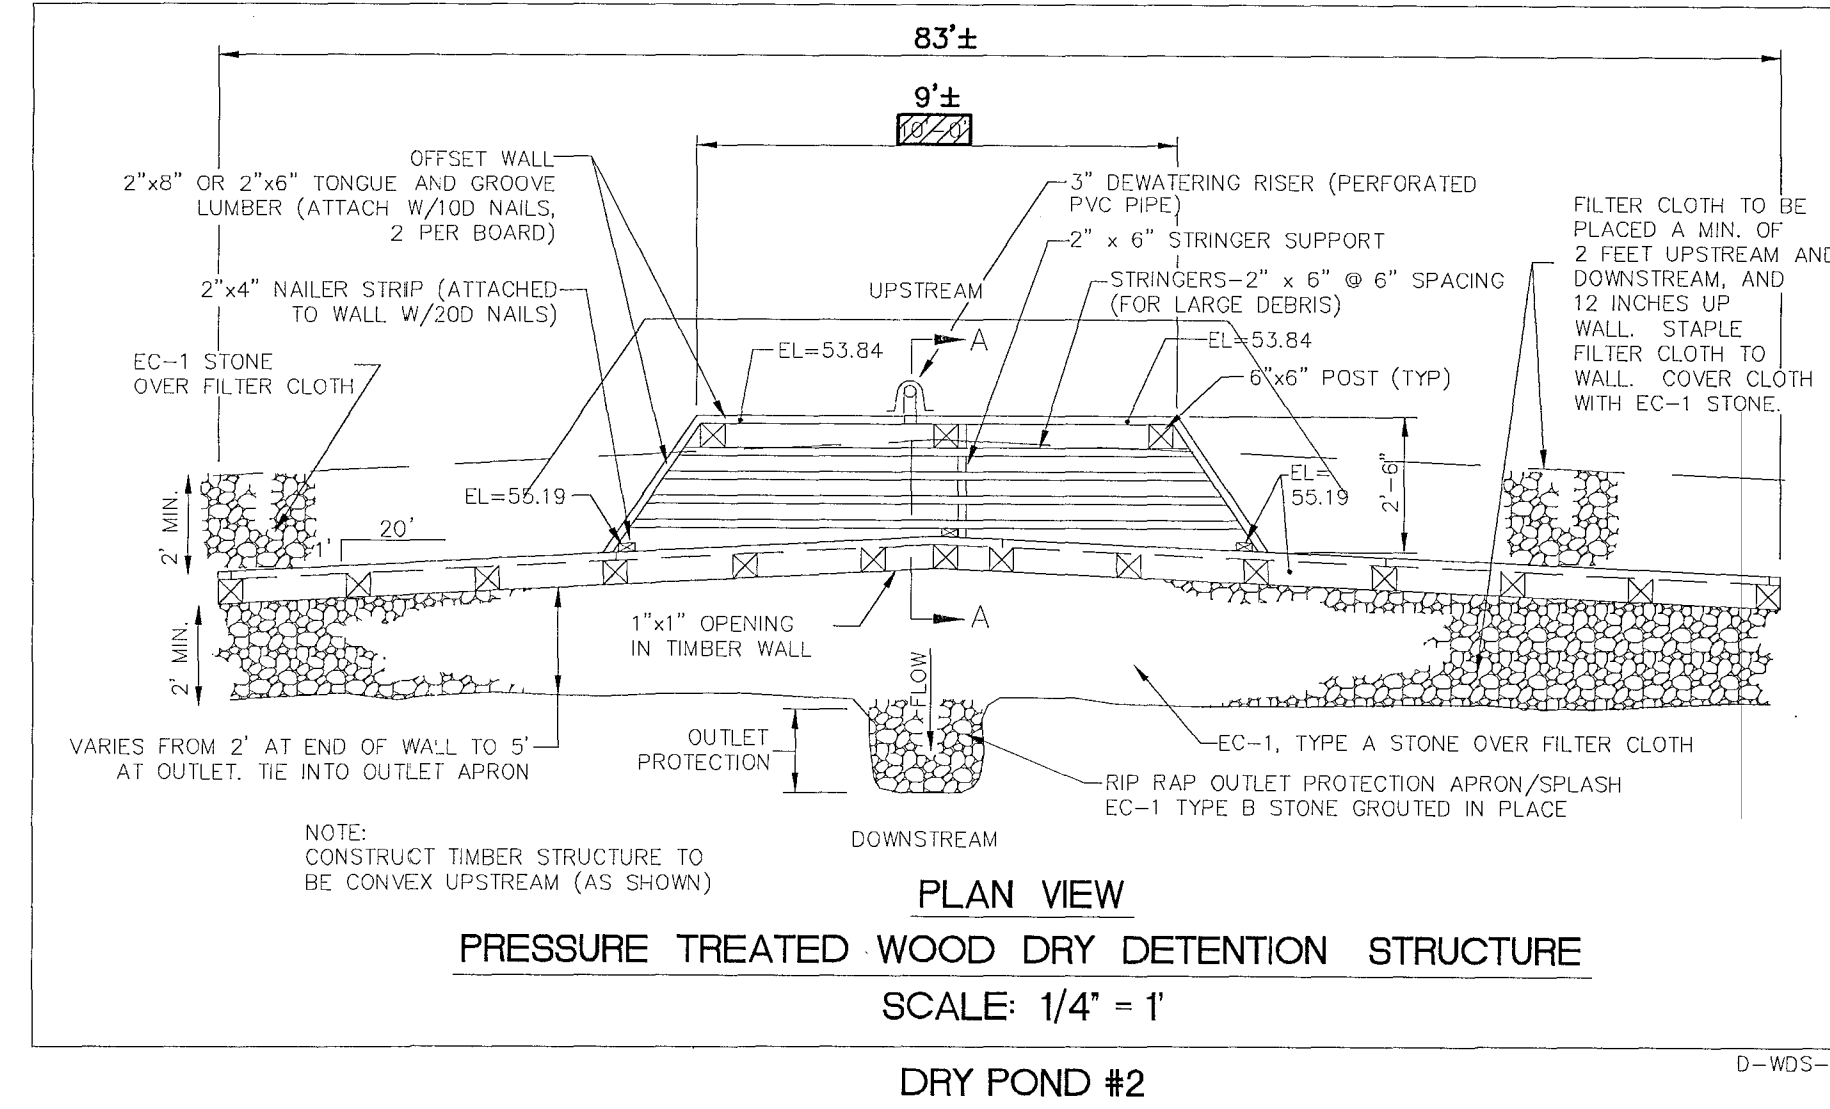 83'±
9'±
10'-0"
OFFSET WALL
2"x8" OR 2"x6" TONGUE AND GROOVE
LUMBER (ATTACH W/10D NAILS,
2 PER BOARD)
2"x4" NAILER STRIP (ATTACHED
TO WALL W/20D NAILS)
EC-1 STONE
OVER FILTER CLOTH
3" DEWATERING RISER (PERFORATED
PVC PIPE)
2" x 6" STRINGER SUPPORT
UPSTREAM
STRINGERS-2" x 6" @ 6" SPACING
(FOR LARGE DEBRIS)
FILTER CLOTH TO BE
PLACED A MIN. OF
2 FEET UPSTREAM AND
DOWNSTREAM, AND
12 INCHES UP
WALL. STAPLE
FILTER CLOTH TO
WALL. COVER CLOTH
WITH EC-1 STONE.
EL=53.84
A
EL=53.84
6"x6" POST (TYP)
EL=55.19
EL=
55.19
2'-6"
2' MIN.
20'
1'
2' MIN.
1"x1" OPENING
IN TIMBER WALL
A
FLOW
VARIES FROM 2' AT END OF WALL TO 5'
AT OUTLET. TIE INTO OUTLET APRON
OUTLET
PROTECTION
EC-1, TYPE A STONE OVER FILTER CLOTH
RIP RAP OUTLET PROTECTION APRON/SPLASH
EC-1 TYPE B STONE GROUTED IN PLACE
DOWNSTREAM
NOTE:
CONSTRUCT TIMBER STRUCTURE TO
BE CONVEX UPSTREAM (AS SHOWN)
PLAN VIEW
PRESSURE TREATED WOOD DRY DETENTION STRUCTURE
SCALE: 1/4" = 1'
D-WDS-
DRY POND #2